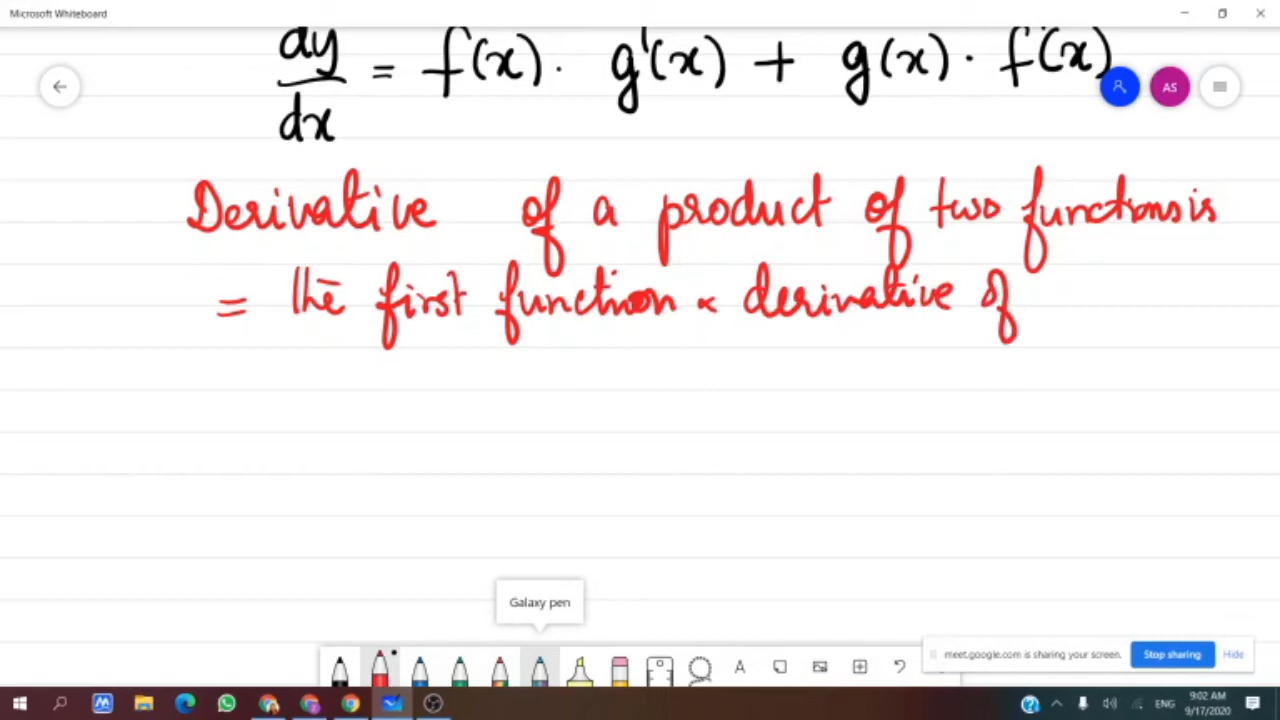 Microsoft Whiteboard
dy/dx = f(x) · g'(x) + g(x) · f'(x)
AS
Derivative of a product of two functions is
= the first function × derivative of
Galaxy pen
meet.google.com is sharing your screen. Stop sharing Hide
A
ENG
9:02 AM
9/17/2020